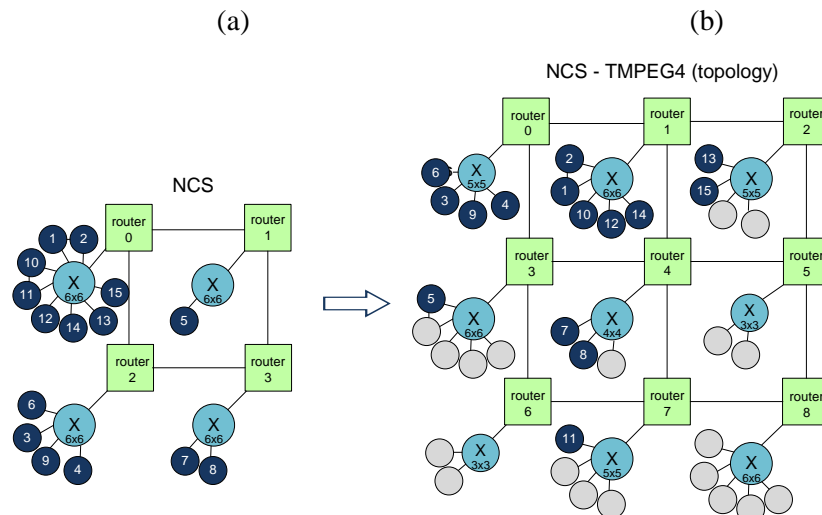 (a)
(b)
NCS - TMPEG4 (topology)
router
0
router
1
router
2
6
X
5x5
3
9
4
2
X
6x6
1
10
12
14
13
X
5x5
15
NCS
router
0
router
1
1
2
10
X
6x6
15
11
12
14
13
X
6x6
5
router
3
router
4
router
5
5
X
6x6
7
X
4x4
8
X
3x3
router
2
router
3
6
X
6x6
3
9
4
X
6x6
7
8
router
6
router
7
router
8
X
3x3
11
X
5x5
X
6x6